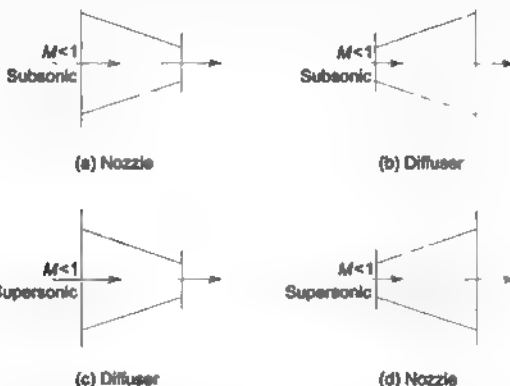 M<1
Subsonic
(a) Nozzle
M<1
Subsonic
(b) Diffuser
M<1
Supersonic
(c) Diffuser
M<1
Supersonic
(d) Nozzle